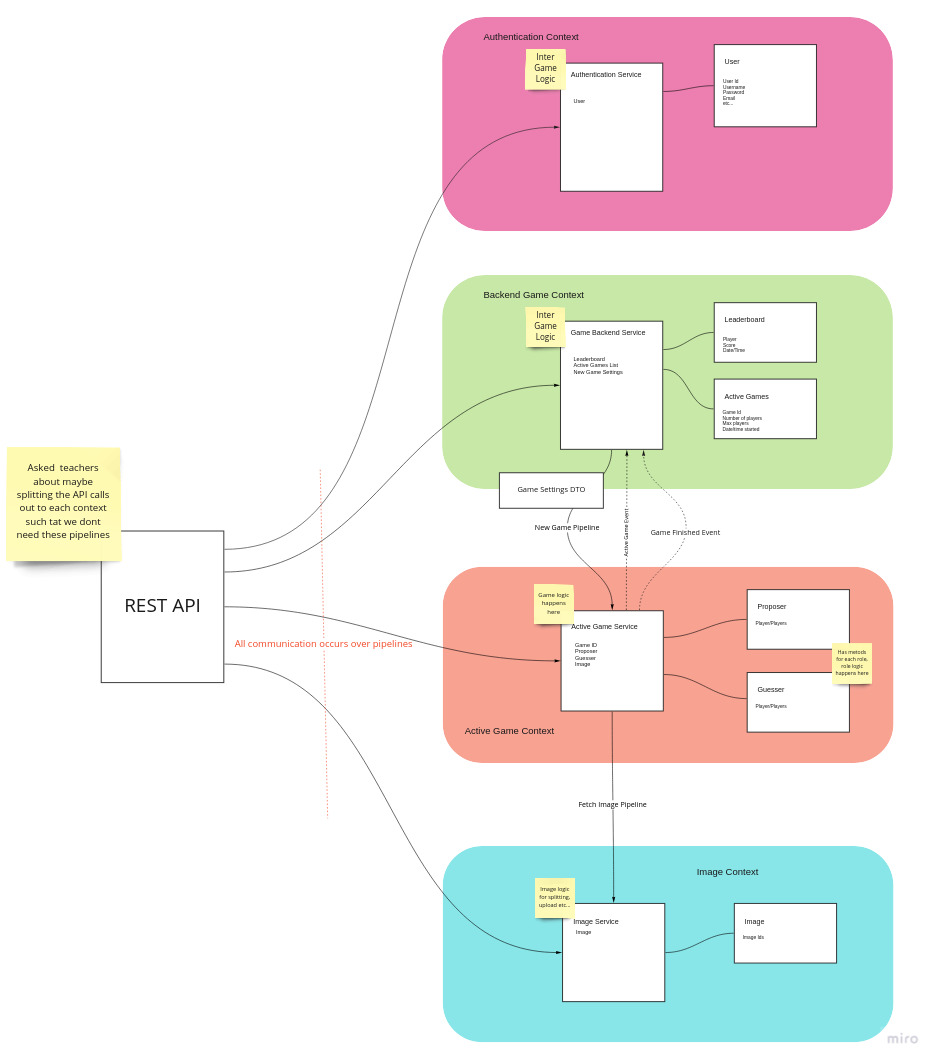 Authentication Context
Inter
Game
Logic
Authentication Service
User
User
User Id
Username
Password
Email
etc...
Backend Game Context
Inter
Game
Logic
Game Backend Service
Leaderboard
Active Games List
New Game Settings
Leaderboard
Player
Score
Date/Time
Active Games
Game Id
Number of players
Max players
Date/time started
Asked teachers
about maybe
splitting the API calls
out to each context
such tat we dont
need these pipelines
REST API
All communication occurs over pipelines
Game Settings DTO
New Game Pipeline
Active Game Event
Game Finished Event
Game logic
happens
here
Active Game Service
Game ID
Proposer
Guesser
Image
Proposer
Player/Players
Has metods
for each role,
role logic
happens here
Guesser
Player/Players
Active Game Context
Fetch Image Pipeline
Image Context
Image logic
for splitting,
upload etc...
Image Service
Image
Image
Image Ids
miro